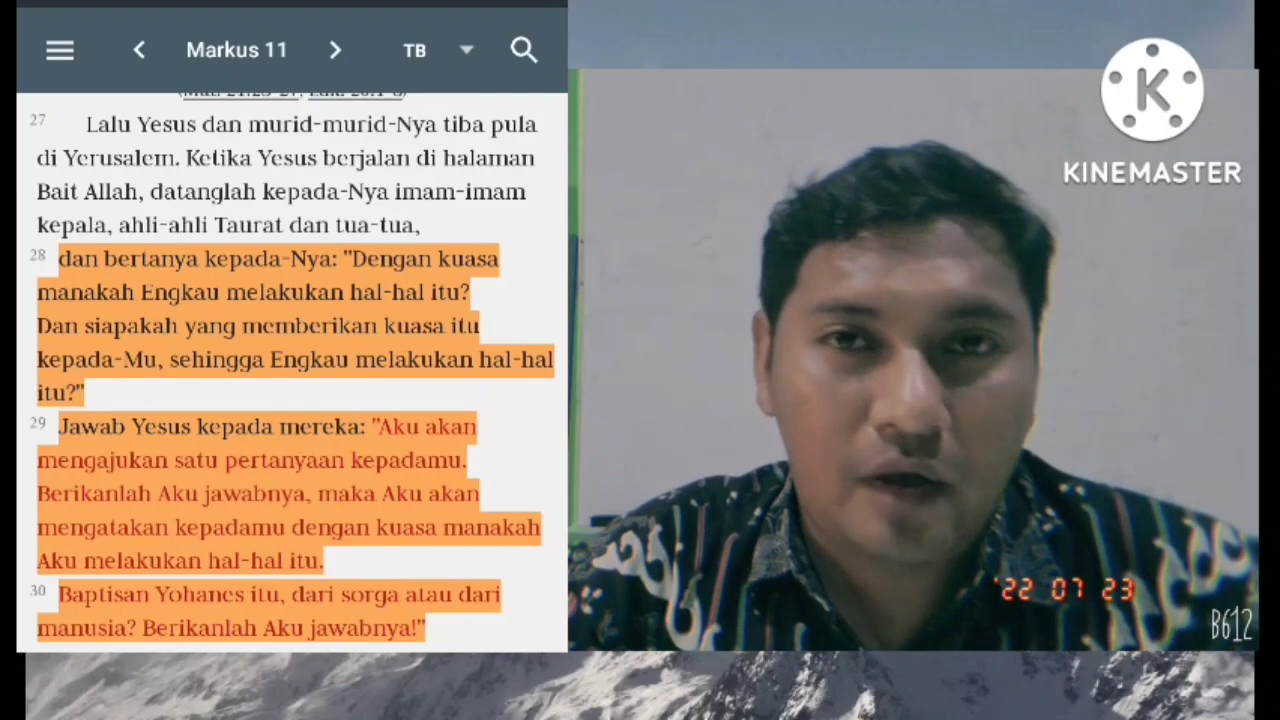 Markus 11
TB
27 Lalu Yesus dan murid-murid-Nya tiba pula
di Yerusalem. Ketika Yesus berjalan di halaman
Bait Allah, datanglah kepada-Nya imam-imam
kepala, ahli-ahli Taurat dan tua-tua,
28 dan bertanya kepada-Nya: "Dengan kuasa
manakah Engkau melakukan hal-hal itu?
Dan siapakah yang memberikan kuasa itu
kepada-Mu, sehingga Engkau melakukan hal-hal
itu?"
29 Jawab Yesus kepada mereka: "Aku akan
mengajukan satu pertanyaan kepadamu.
Berikanlah Aku jawabnya, maka Aku akan
mengatakan kepadamu dengan kuasa manakah
Aku melakukan hal-hal itu.
30 Baptisan Yohanes itu, dari sorga atau dari
manusia? Berikanlah Aku jawabnya!"
K
KINEMASTER
'22 07 23
B612